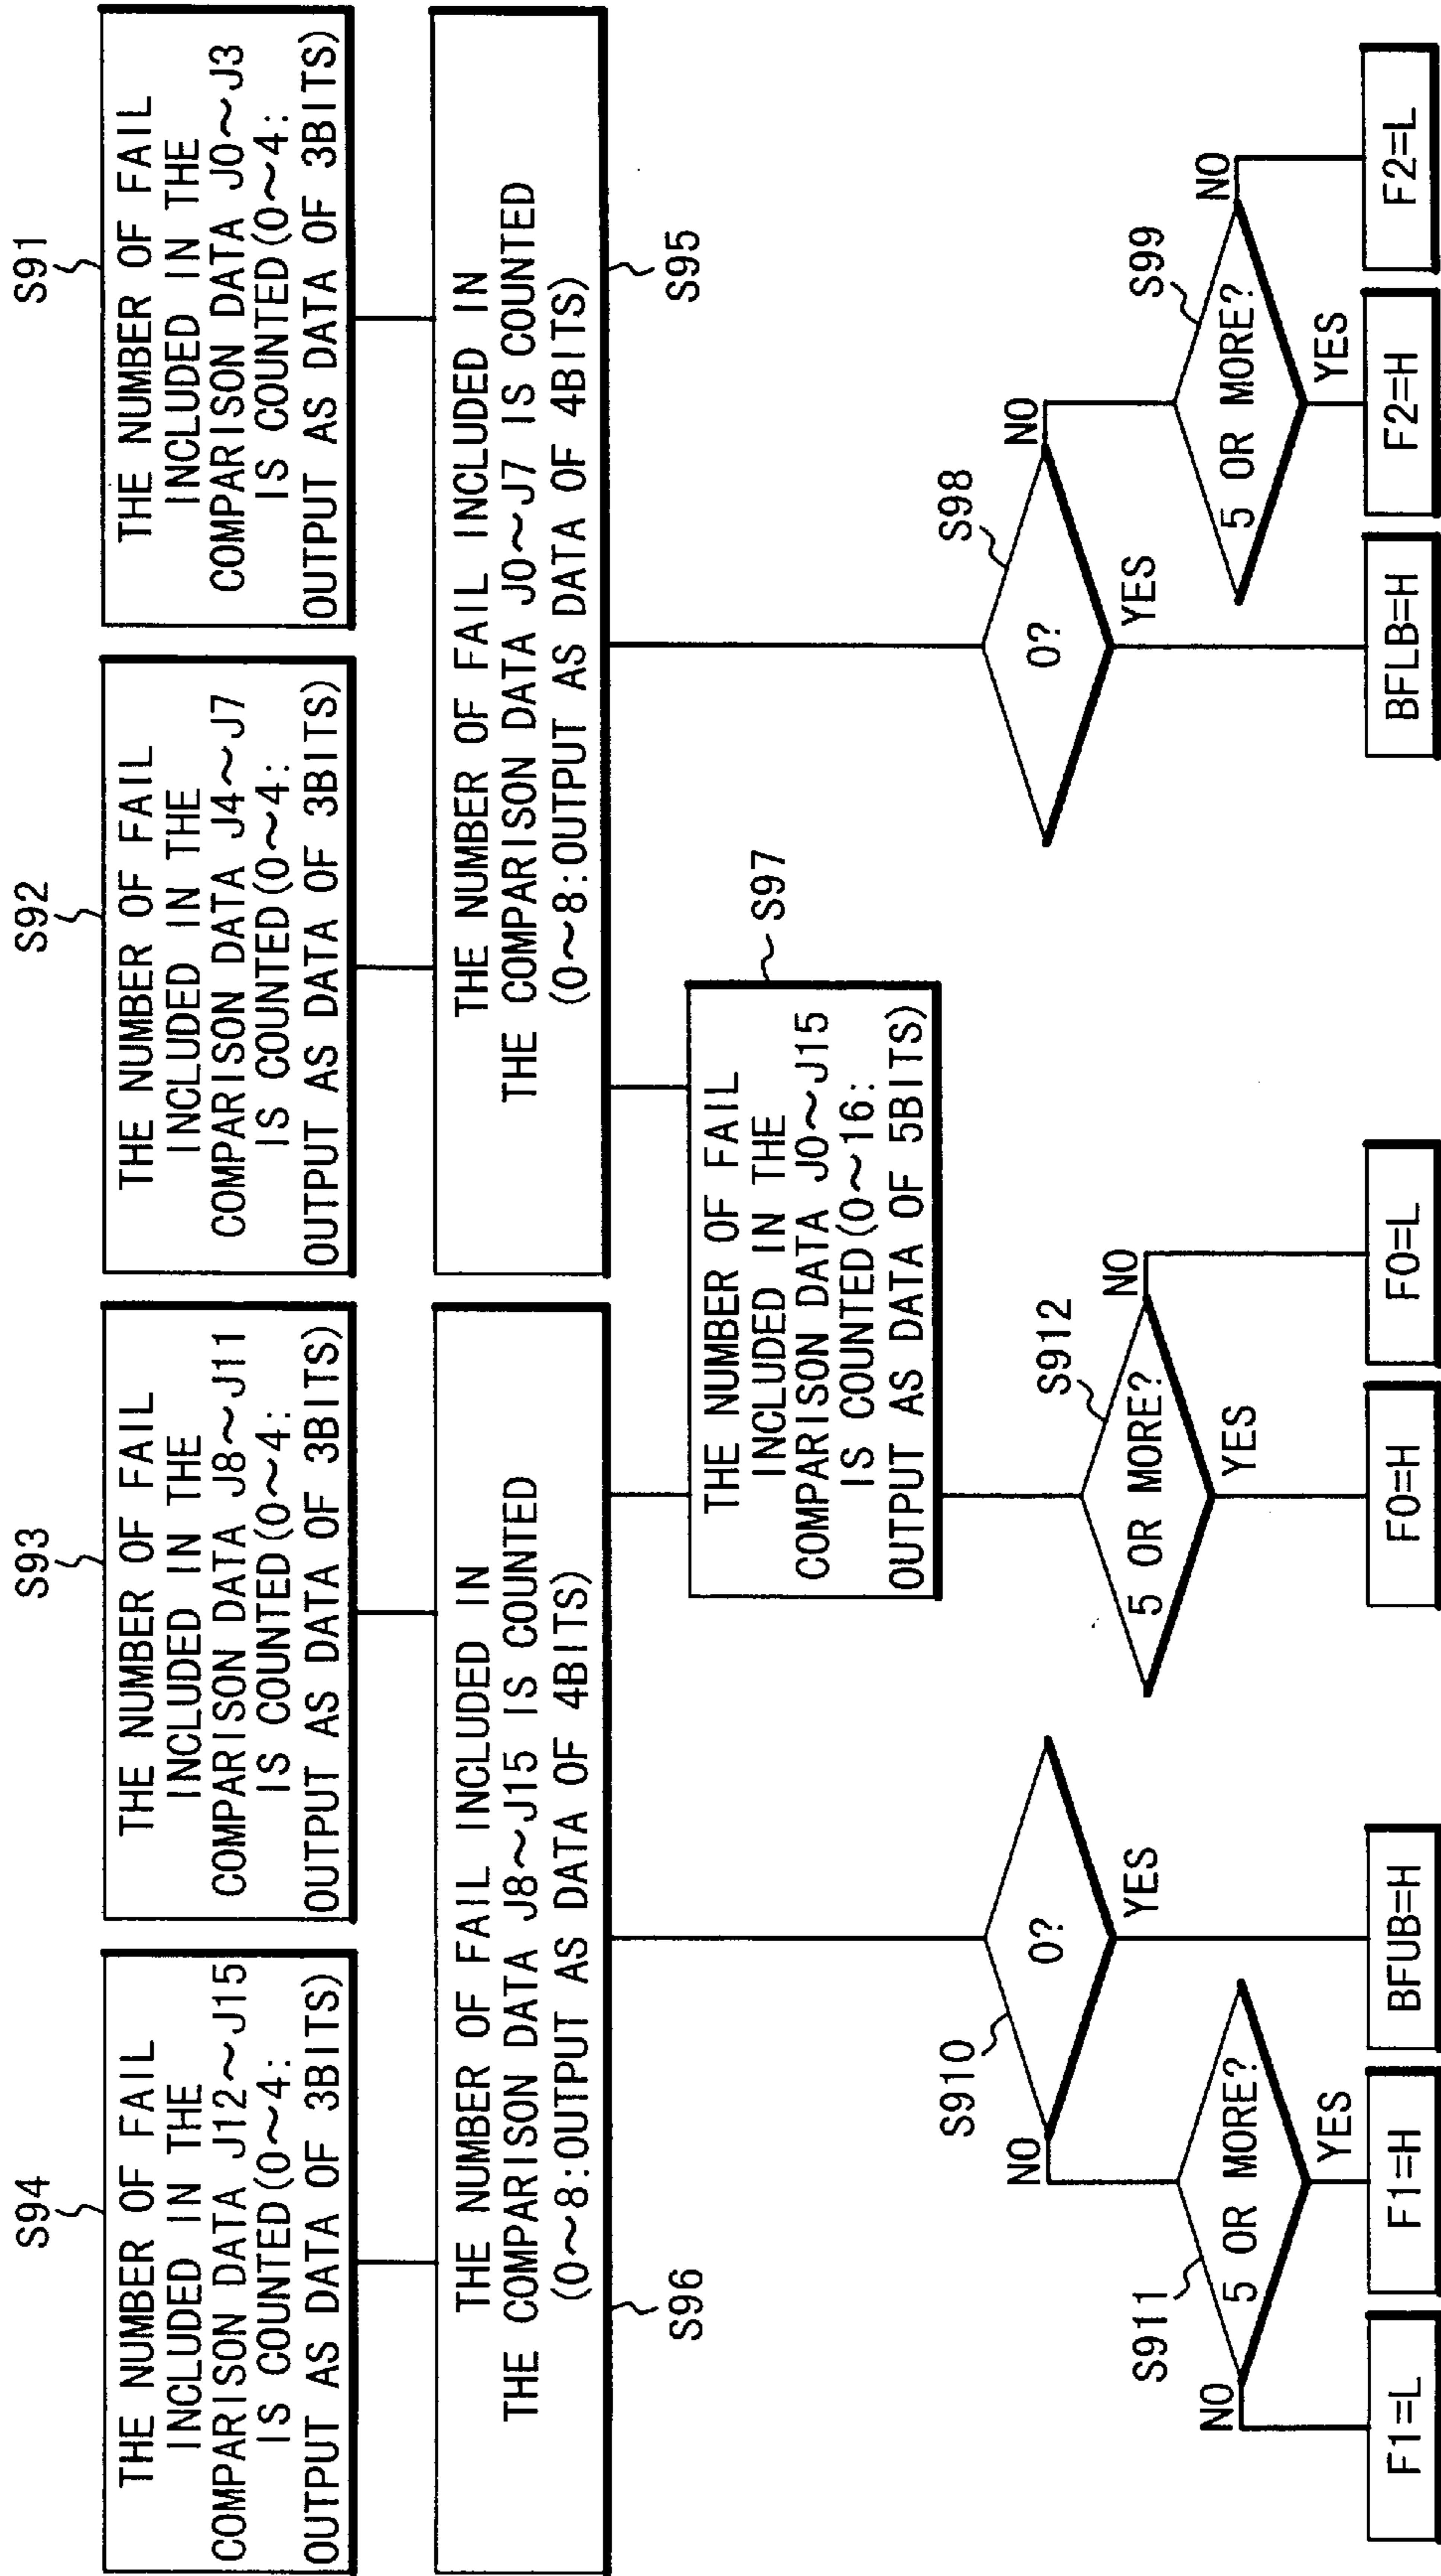 S94
THE NUMBER OF FAIL
INCLUDED IN THE
COMPARISON DATA J12~J15
IS COUNTED(0~4:
OUTPUT AS DATA OF 3BITS)
S93
THE NUMBER OF FAIL
INCLUDED IN THE
COMPARISON DATA J8~J11
IS COUNTED(0~4:
OUTPUT AS DATA OF 3BITS)
S92
THE NUMBER OF FAIL
INCLUDED IN THE
COMPARISON DATA J4~J7
IS COUNTED(0~4:
OUTPUT AS DATA OF 3BITS)
S91
THE NUMBER OF FAIL
INCLUDED IN THE
COMPARISON DATA J0~J3
IS COUNTED(0~4:
OUTPUT AS DATA OF 3BITS)
THE NUMBER OF FAIL INCLUDED IN
THE COMPARISON DATA J8~J15 IS COUNTED
(0~8:OUTPUT AS DATA OF 4BITS)
S96
THE NUMBER OF FAIL INCLUDED IN
THE COMPARISON DATA J0~J7 IS COUNTED
(0~8:OUTPUT AS DATA OF 4BITS)
S95
THE NUMBER OF FAIL
INCLUDED IN THE
COMPARISON DATA J0~J15
IS COUNTED(0~16:
OUTPUT AS DATA OF 5BITS)
S97
S910
0?
NO
YES
S911
5 OR MORE?
NO
YES
F1=L
F1=H
BFUB=H
S912
5 OR MORE?
NO
YES
F0=H
F0=L
S98
0?
NO
YES
S99
5 OR MORE?
NO
YES
BFLB=H
F2=H
F2=L